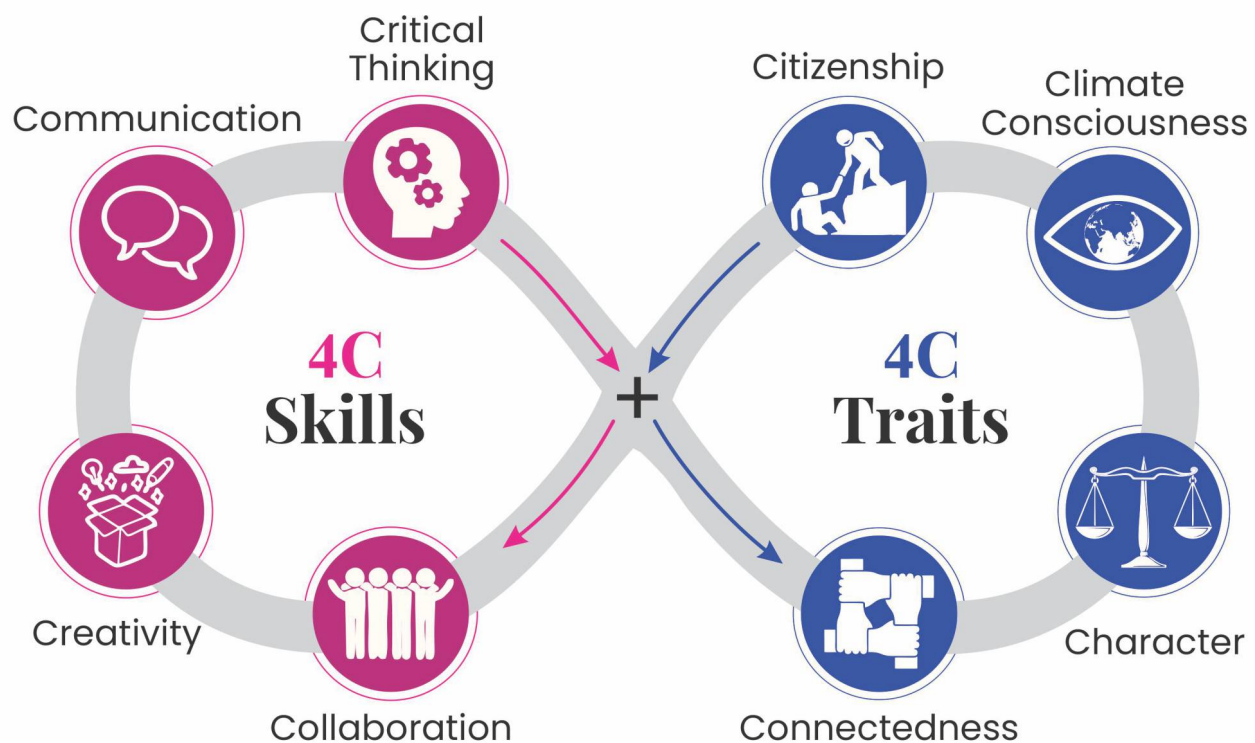 Critical
Thinking
Communication
4C
Skills
Creativity
Collaboration
+
Citizenship
Climate
Consciousness
4C
Traits
Character
Connectedness